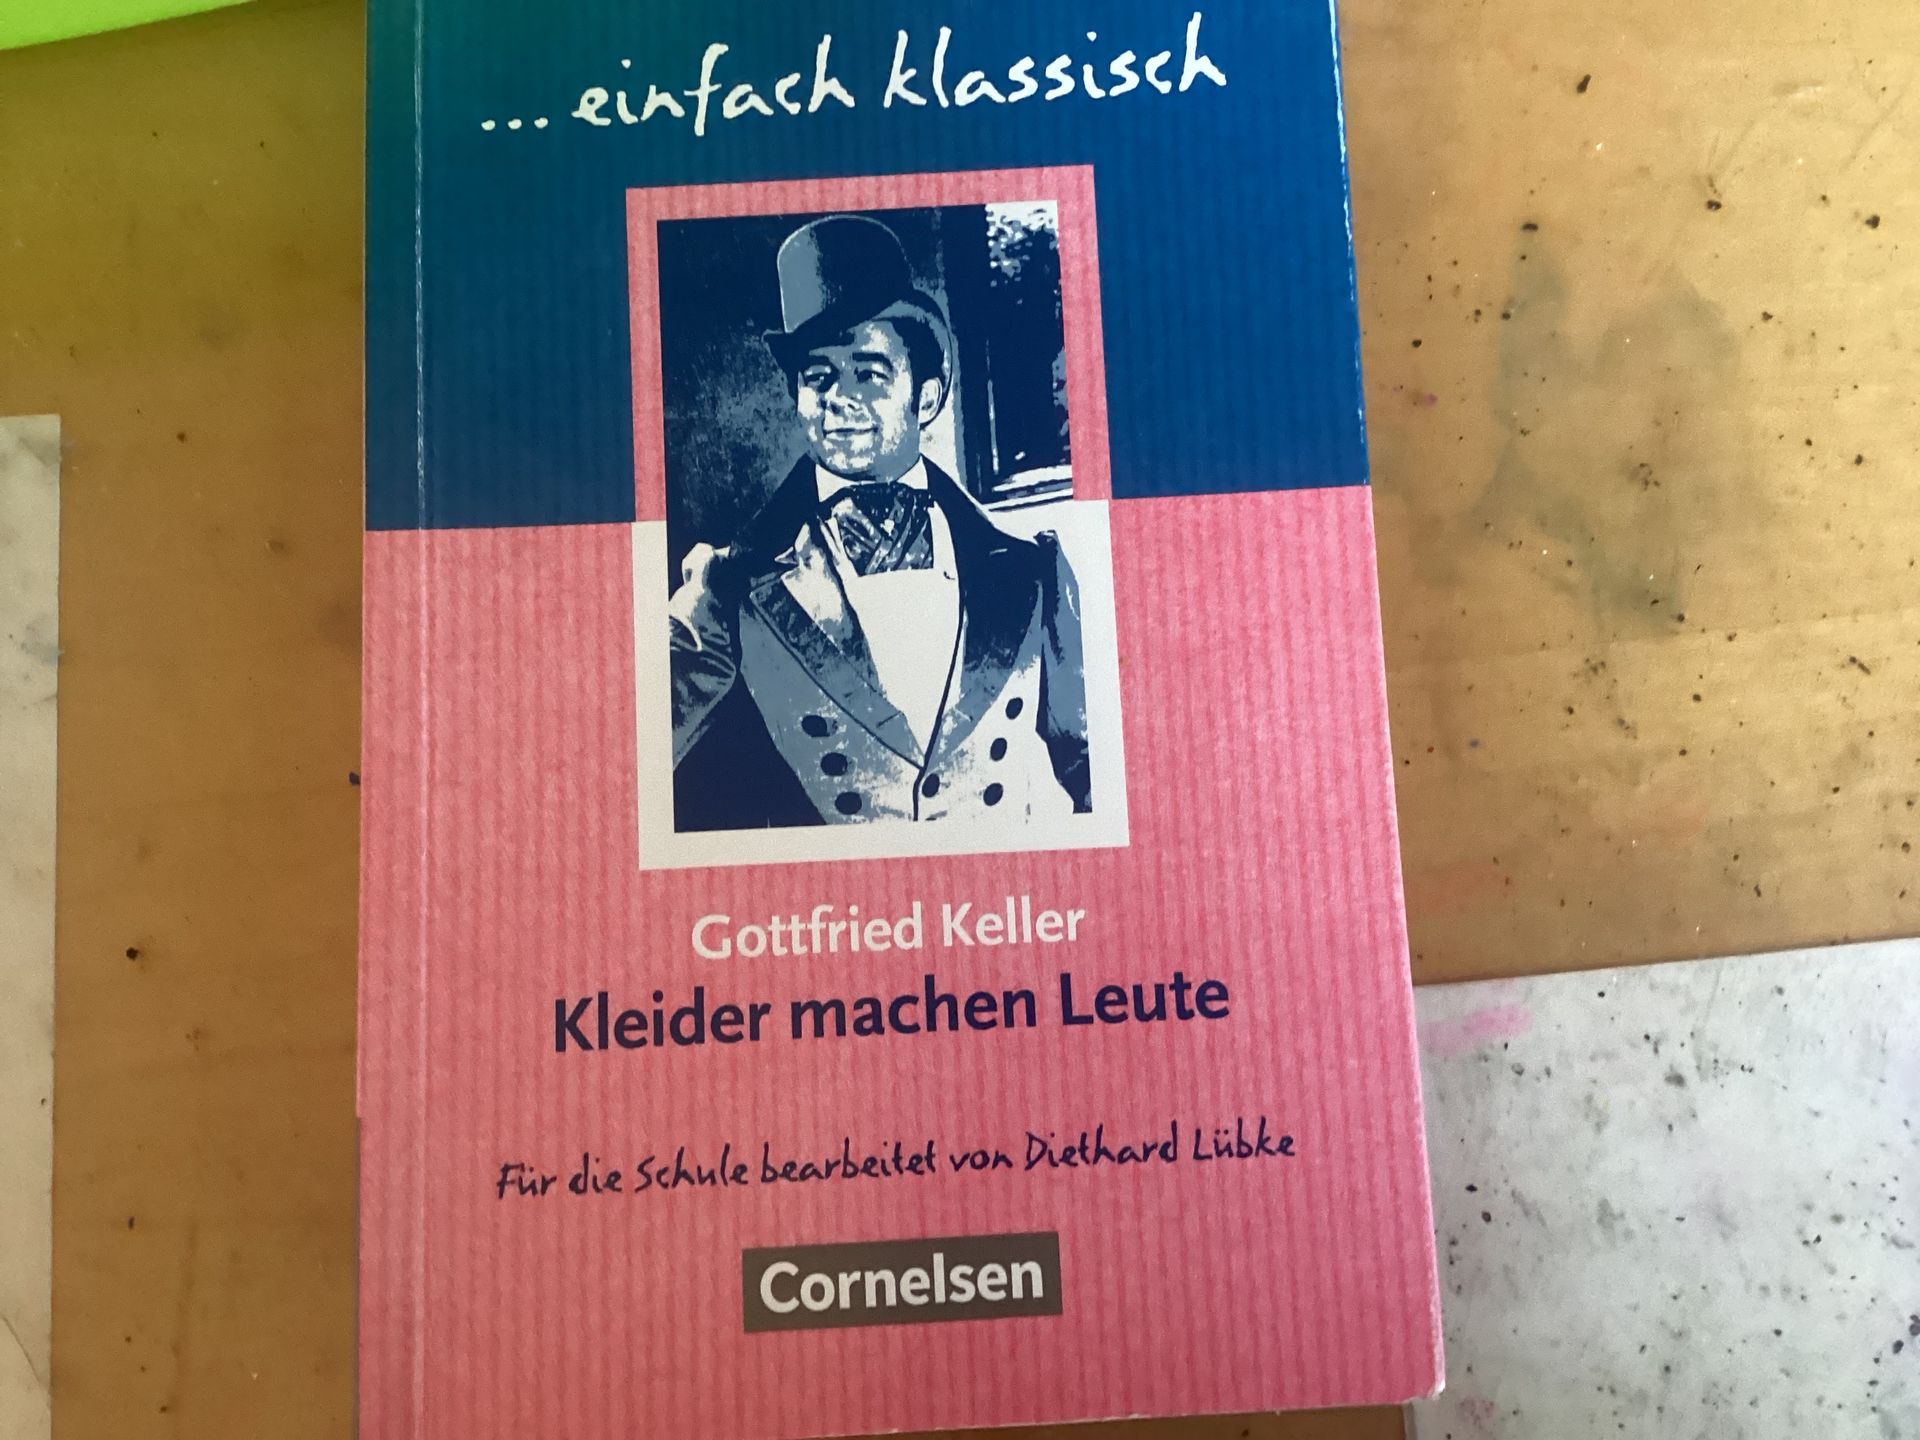 ... einfach klassisch
Gottfried Keller
Kleider machen Leute
Für die Schule bearbeitet von Diethard Lübke
Cornelsen